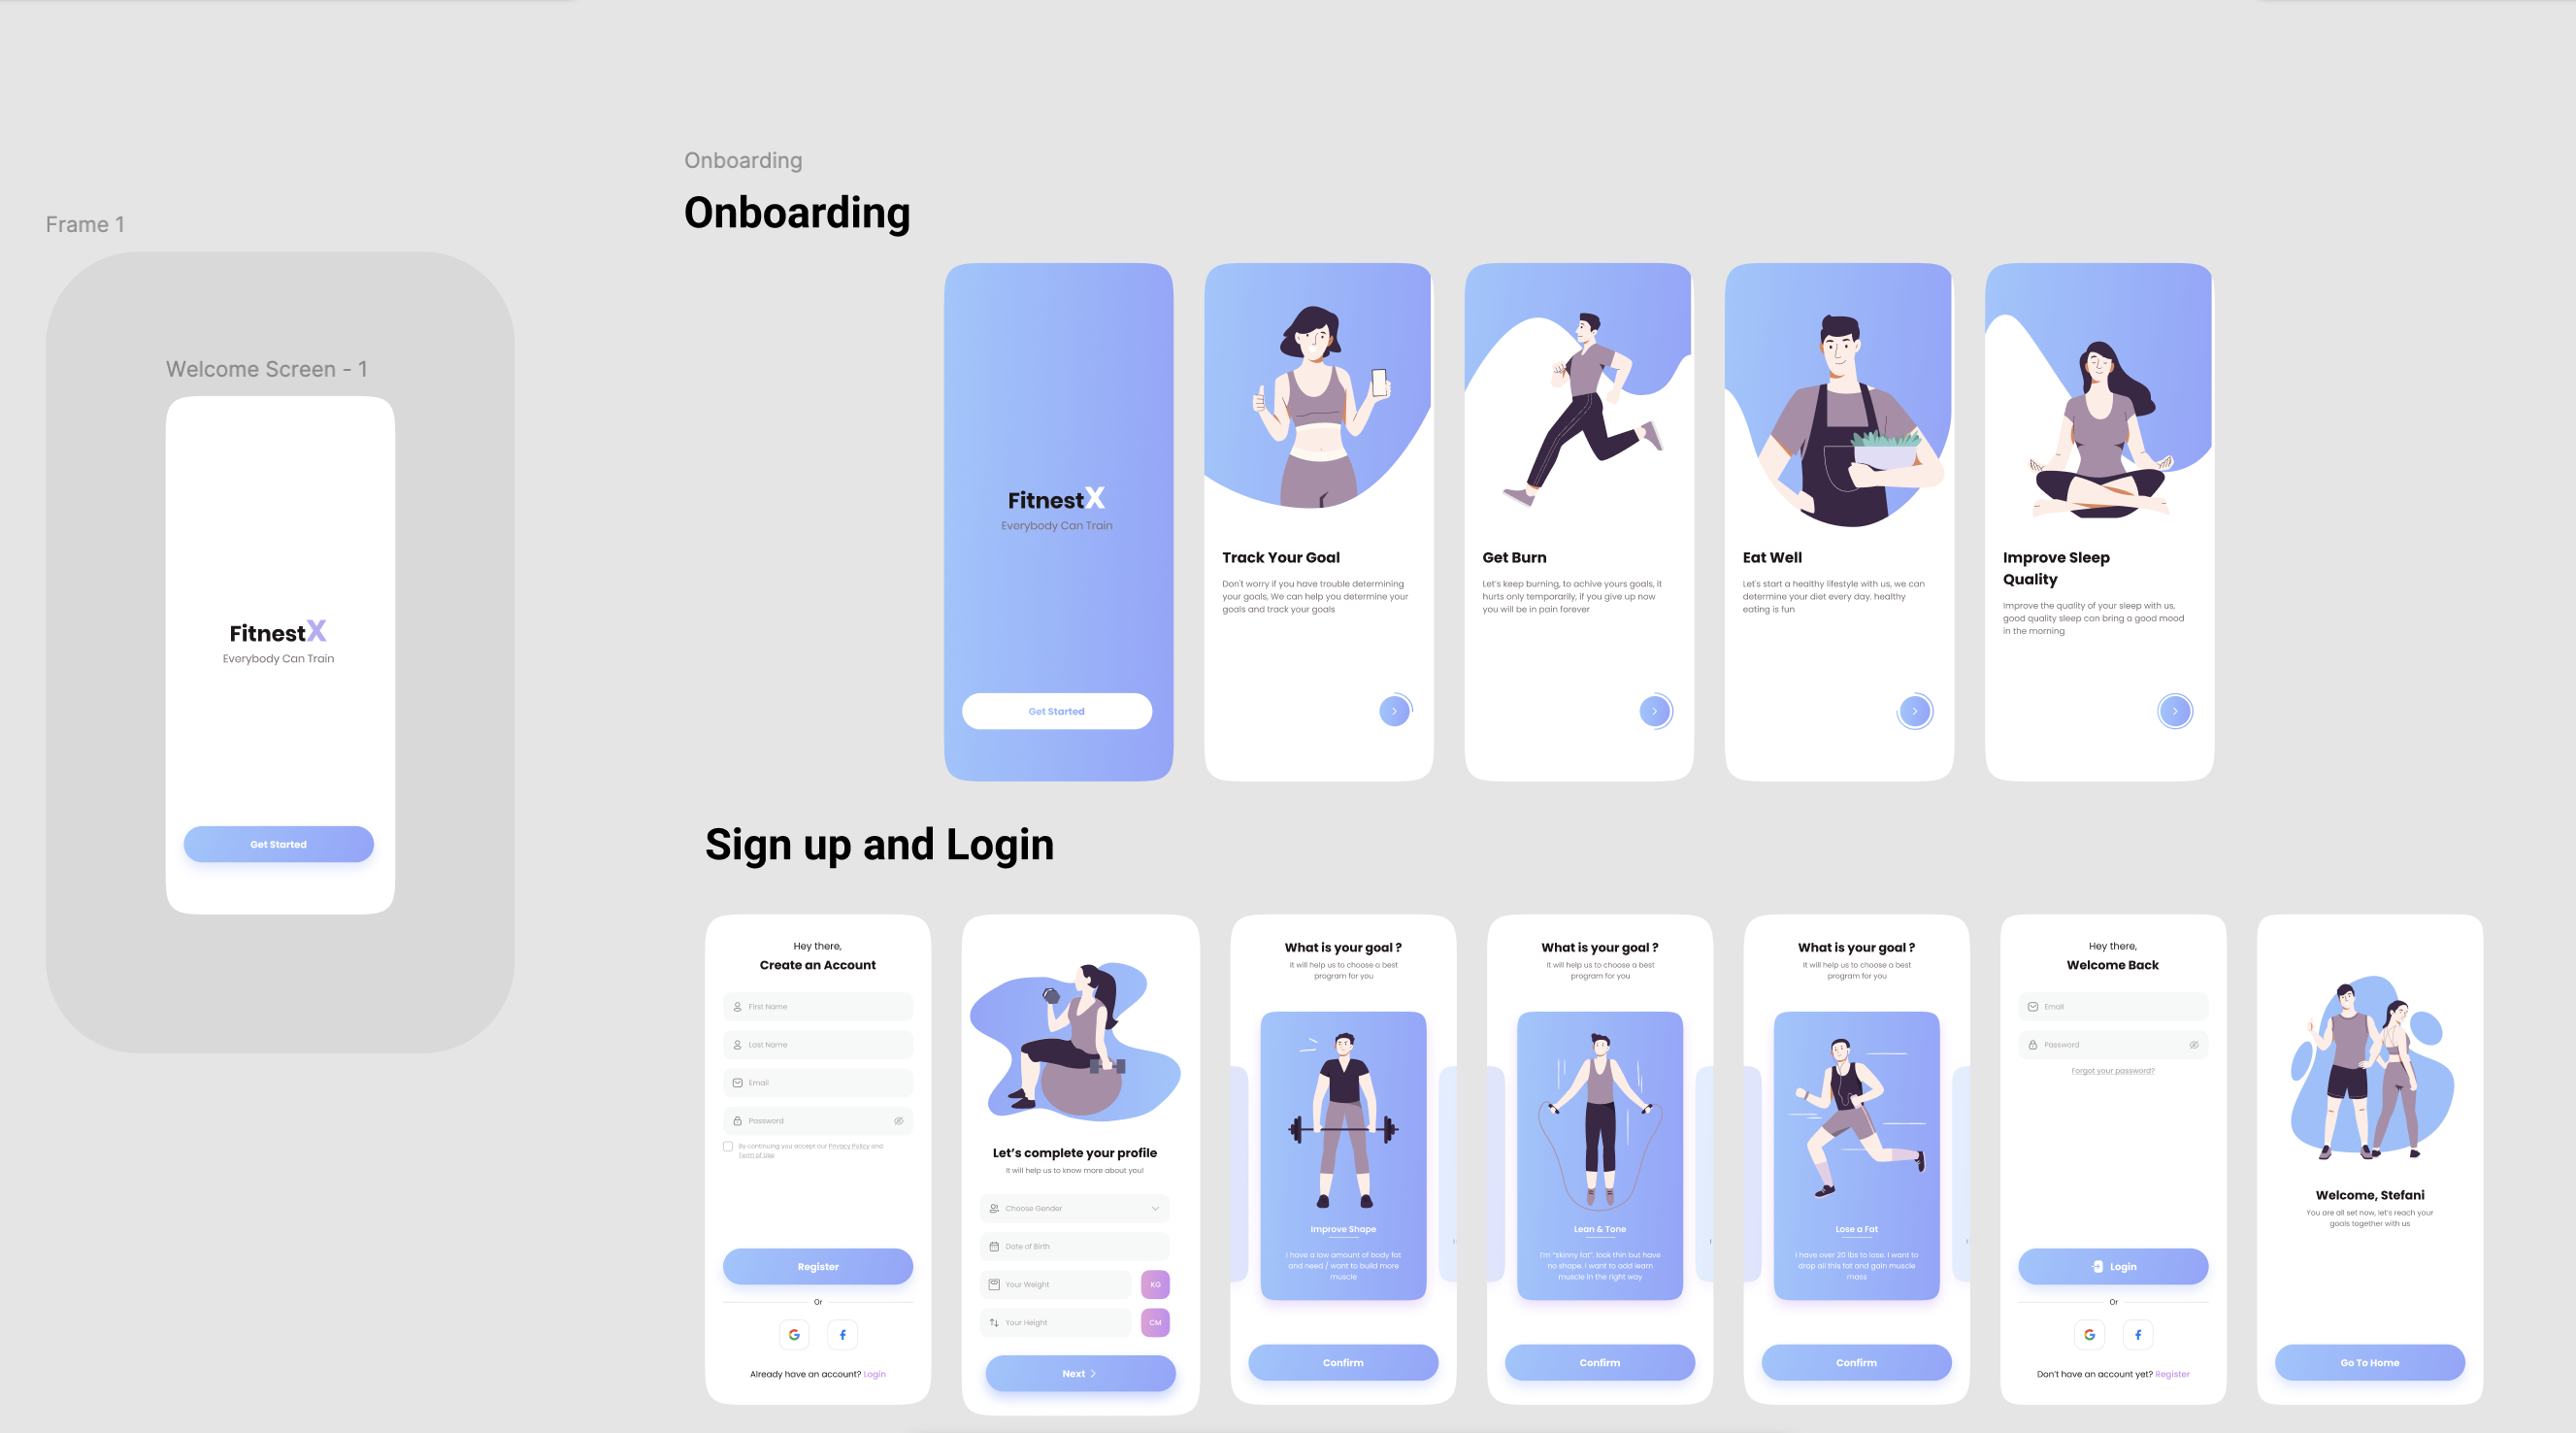 Frame 1
Welcome Screen - 1
FitnestX
Everybody Can Train
Get Started
Onboarding
Onboarding
FitnestX
Everybody Can Train
Get Started
Track Your Goal
Don't worry if you have trouble determining
your goals, We can help you determine your
goals and track your goals
Get Burn
Let's keep burning, to achive yours goals, it
hurts only temporarily, if you give up now
you will be in pain forever
Eat Well
Let's start a healthy lifestyle with us, we can
determine your diet every day. healthy
eating is fun
Improve Sleep
Quality
Improve the quality of your sleep with us,
good quality sleep can bring a good mood
in the morning
Sign up and Login
Hey there,
Create an Account
First Name
Last Name
Email
Password
By continuing you accept our Privacy Policy and
Term of Use
Register
Or
Already have an account? Login
Let's complete your profile
It will help us to know more about you!
Choose Gender
Date of Birth
Your Weight
KG
Your Height
CM
Next
What is your goal ?
It will help us to choose a best
program for you
Improve Shape
I have a low amount of body fat
and need / want to build more
muscle
Confirm
What is your goal ?
It will help us to choose a best
program for you
Lean & Tone
I'm "skinny fat". look thin but have
no shape. I want to add learn
muscle in the right way
Confirm
What is your goal ?
It will help us to choose a best
program for you
Lose a Fat
I have over 20 lbs to lose. I want to
drop all this fat and gain muscle
mass
Confirm
Hey there,
Welcome Back
Email
Password
Forgot your password?
Login
Or
Don't have an account yet? Register
Welcome, Stefani
You are all set now, let's reach your
goals together with us
Go To Home